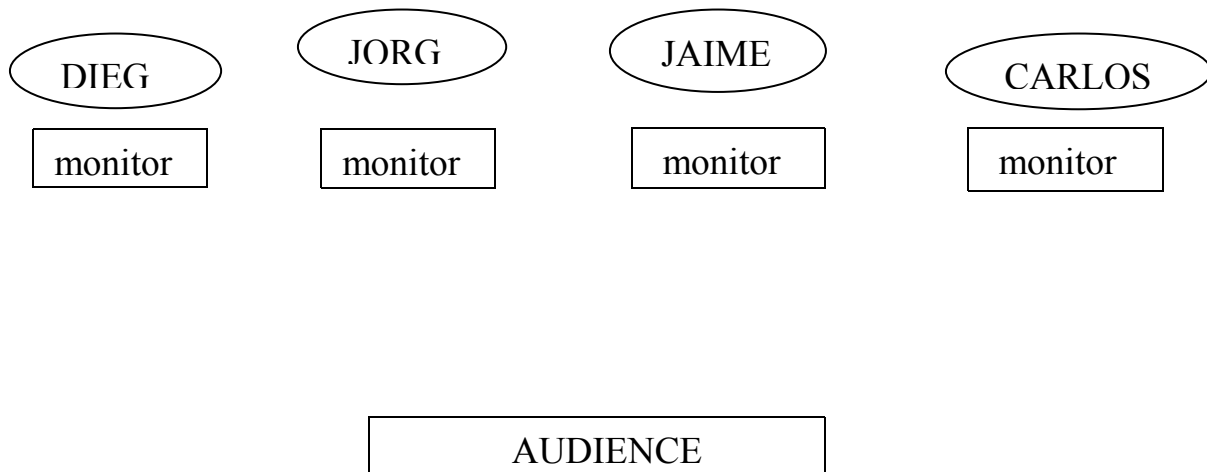 DIEG
JORG
JAIME
CARLOS
monitor
monitor
monitor
monitor
AUDIENCE